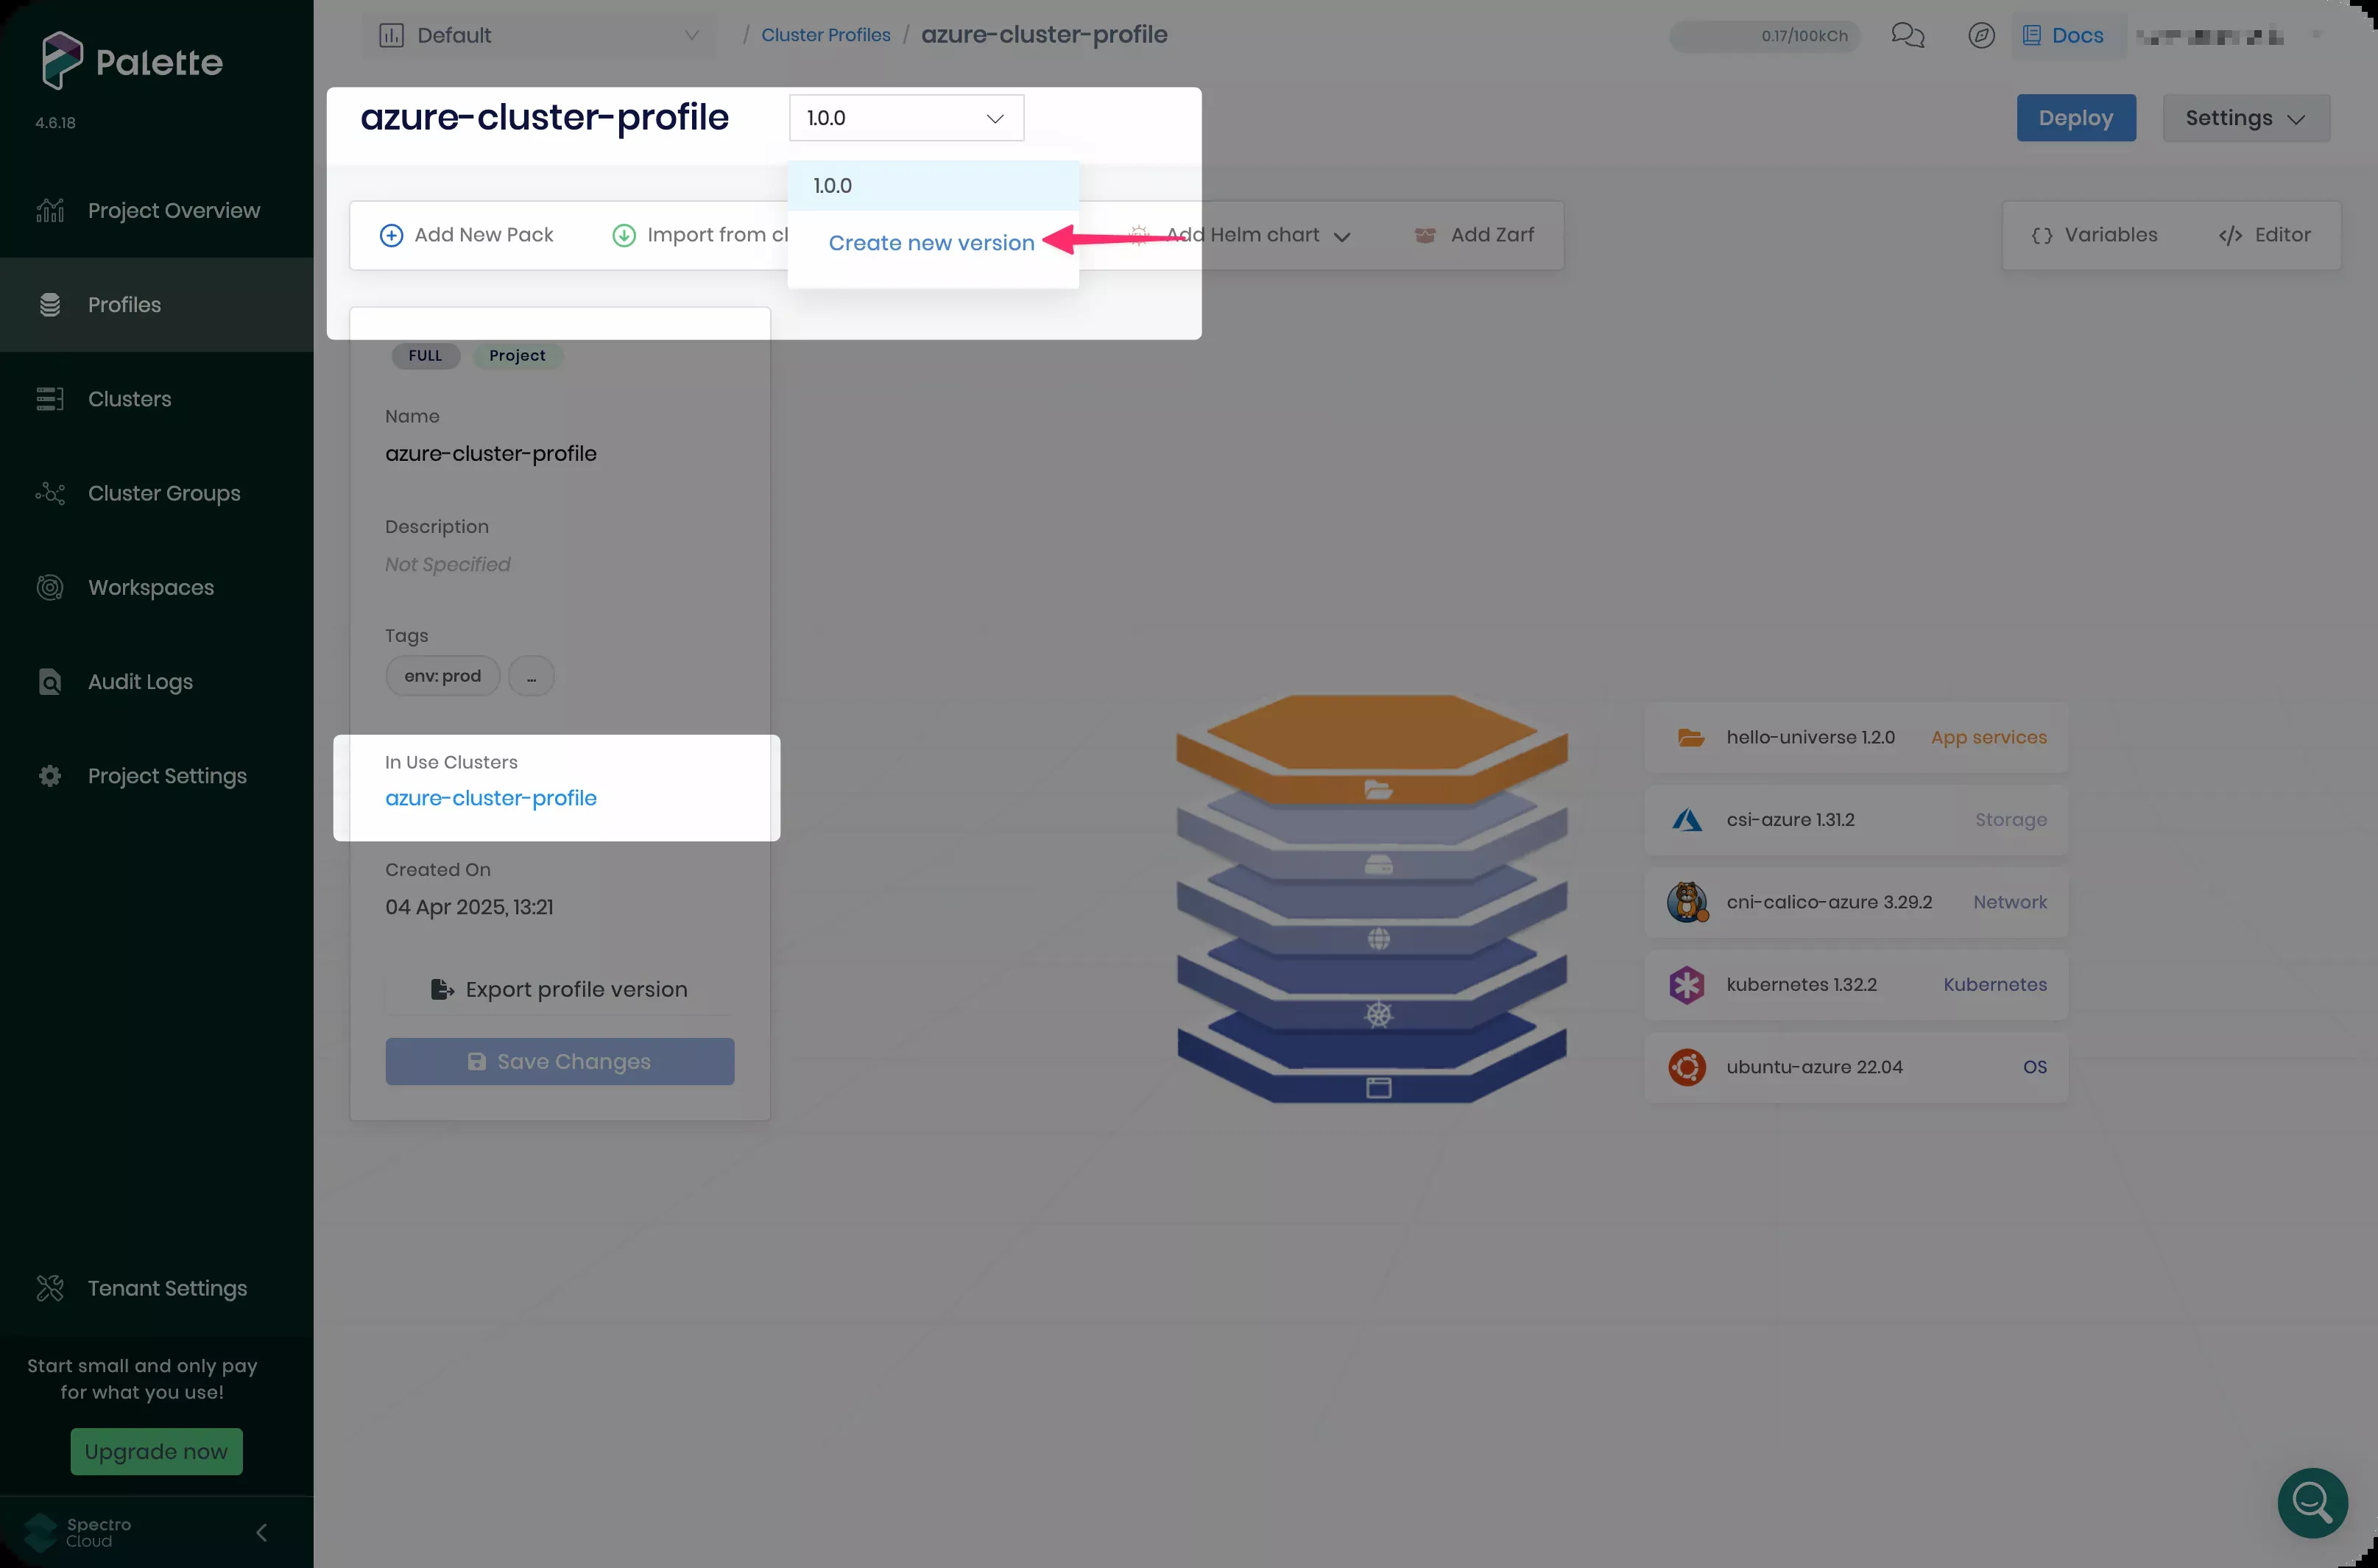 Palette
4.6.18
Project Overview
Profiles
Clusters
Cluster Groups
Workspaces
Audit Logs
Project Settings
Tenant Settings
Start small and only pay
for what you use!
Upgrade now
Spectro
Cloud
Default
/ Cluster Profiles / azure-cluster-profile
0.17/100kCh
Docs
azure-cluster-profile
1.0.0
Deploy
Settings
1.0.0
Create new version
Add New Pack
Import from cl
Add Helm chart
Add Zarf
Variables
Editor
FULL
Project
Name
azure-cluster-profile
Description
Not Specified
Tags
env: prod
...
In Use Clusters
azure-cluster-profile
Created On
04 Apr 2025, 13:21
Export profile version
Save Changes
hello-universe 1.2.0 App services
csi-azure 1.31.2 Storage
cni-calico-azure 3.29.2 Network
kubernetes 1.32.2 Kubernetes
ubuntu-azure 22.04 OS